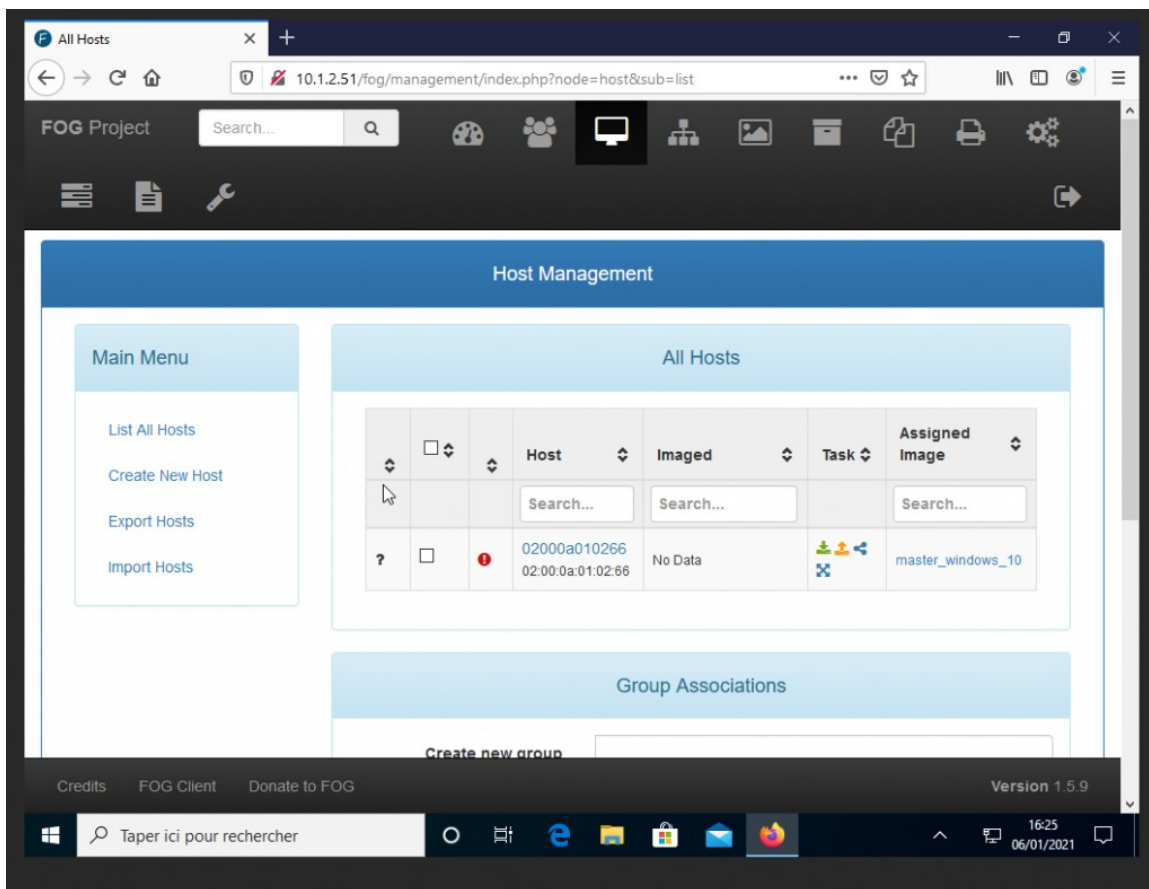 All Hosts
10.1.2.51/fog/management/index.php?node=host&sub=list
FOG Project
Search...
Host Management
Main Menu
List All Hosts
Create New Host
Export Hosts
Import Hosts
All Hosts
Host Imaged Task Assigned Image
Search... Search... Search...
? 02000a010266 No Data master_windows_10
02:00:0a:01:02:66
Group Associations
Create new group
Credits FOG Client Donate to FOG Version 1.5.9
Taper ici pour rechercher
16:25
06/01/2021